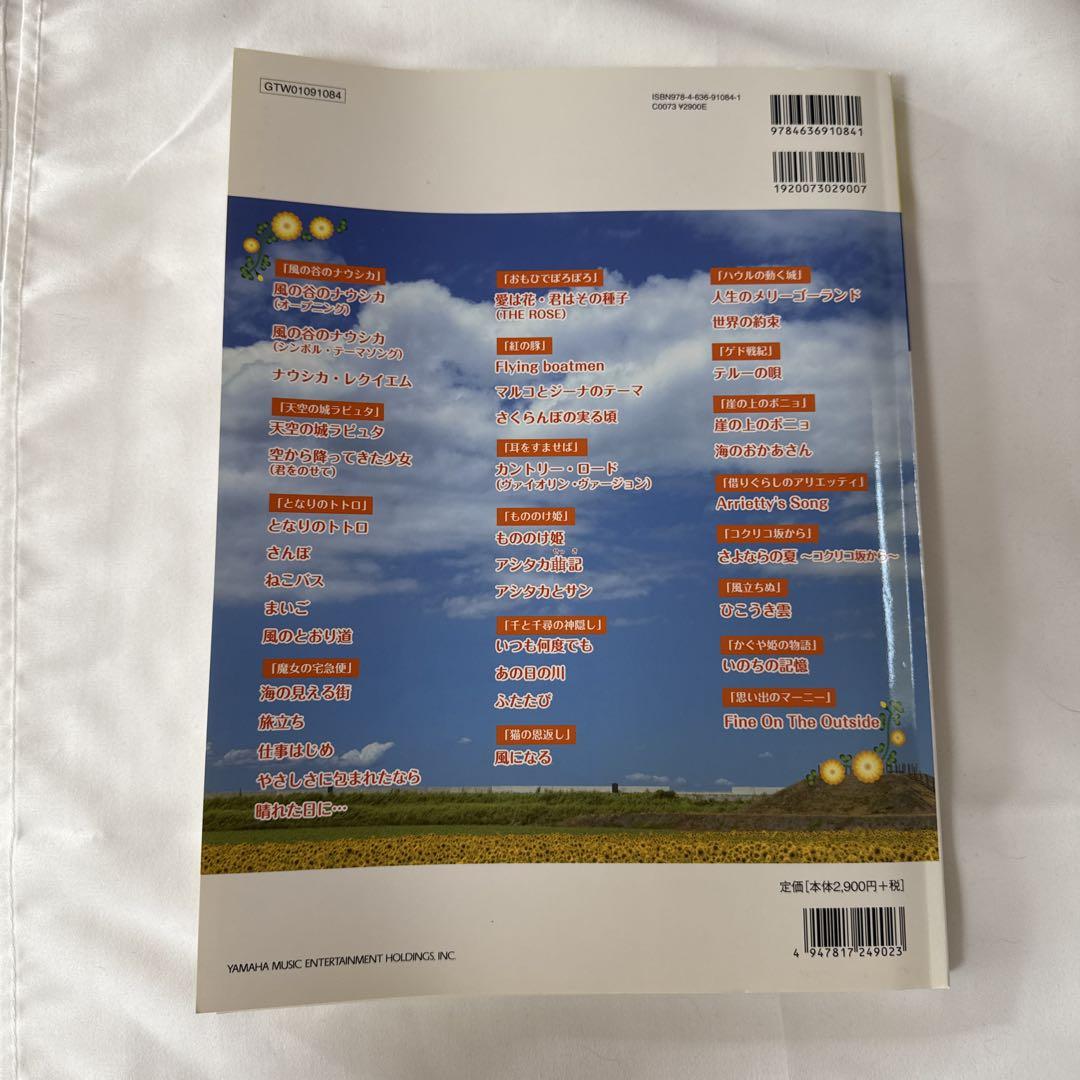 GTW01091084
ISBN978-4-636-91084-1
C0073 ¥2900E
9784636910841
1920073029007
「風の谷のナウシカ」
風の谷のナウシカ
(オープニング)
風の谷のナウシカ
(シンボル・テーマソング)
ナウシカ・レクイエム
「天空の城ラピュタ」
天空の城ラピュタ
空から降ってきた少女
(君をのせて)
「となりのトトロ」
となりのトトロ
さんぽ
ねこバス
まいご
風のとおり道
「魔女の宅急便」
海の見える街
旅立ち
仕事はじめ
やさしさに包まれたなら
晴れた日に…
「おもひでぽろぽろ」
愛は花・君はその種子
(THE ROSE)
「紅の豚」
Flying boatmen
マルコとジーナのテーマ
さくらんぼの実る頃
「耳をすませば」
カントリー・ロード
(ヴァイオリン・ヴァージョン)
「もののけ姫」
もののけ姫
アシタカ𦻙記
アシタカとサン
「千と千尋の神隠し」
いつも何度でも
あの日の川
ふたたび
「猫の恩返し」
風になる
「ハウルの動く城」
人生のメリーゴーランド
世界の約束
「ゲド戦記」
テルーの唄
「崖の上のポニョ」
崖の上のポニョ
海のおかあさん
「借りぐらしのアリエッティ」
Arrietty's Song
「コクリコ坂から」
さよならの夏 〜コクリコ坂から〜
「風立ちぬ」
ひこうき雲
「かぐや姫の物語」
いのちの記憶
「思い出のマーニー」
Fine On The Outside
定価[本体2,900円+税]
4 947817 249023
YAMAHA MUSIC ENTERTAINMENT HOLDINGS, INC.